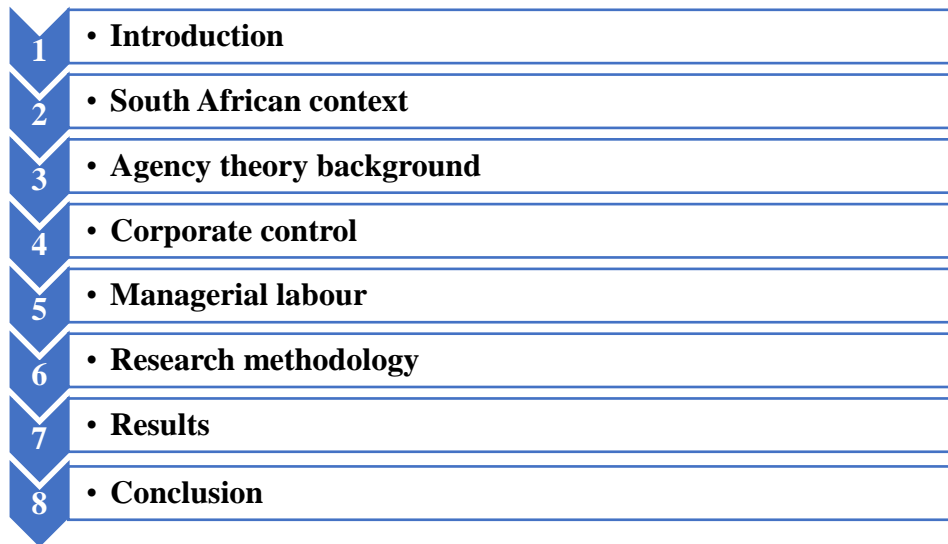 1 • Introduction
2 • South African context
3 • Agency theory background
4 • Corporate control
5 • Managerial labour
6 • Research methodology
7 • Results
8 • Conclusion